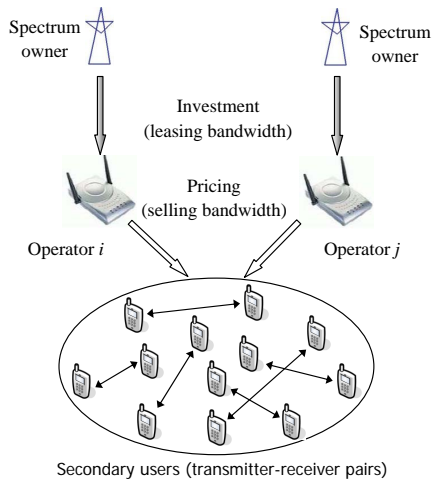 Spectrum
owner
Spectrum
owner
Investment
(leasing bandwidth)
Pricing
(selling bandwidth)
Operator i
Operator j
Secondary users (transmitter-receiver pairs)